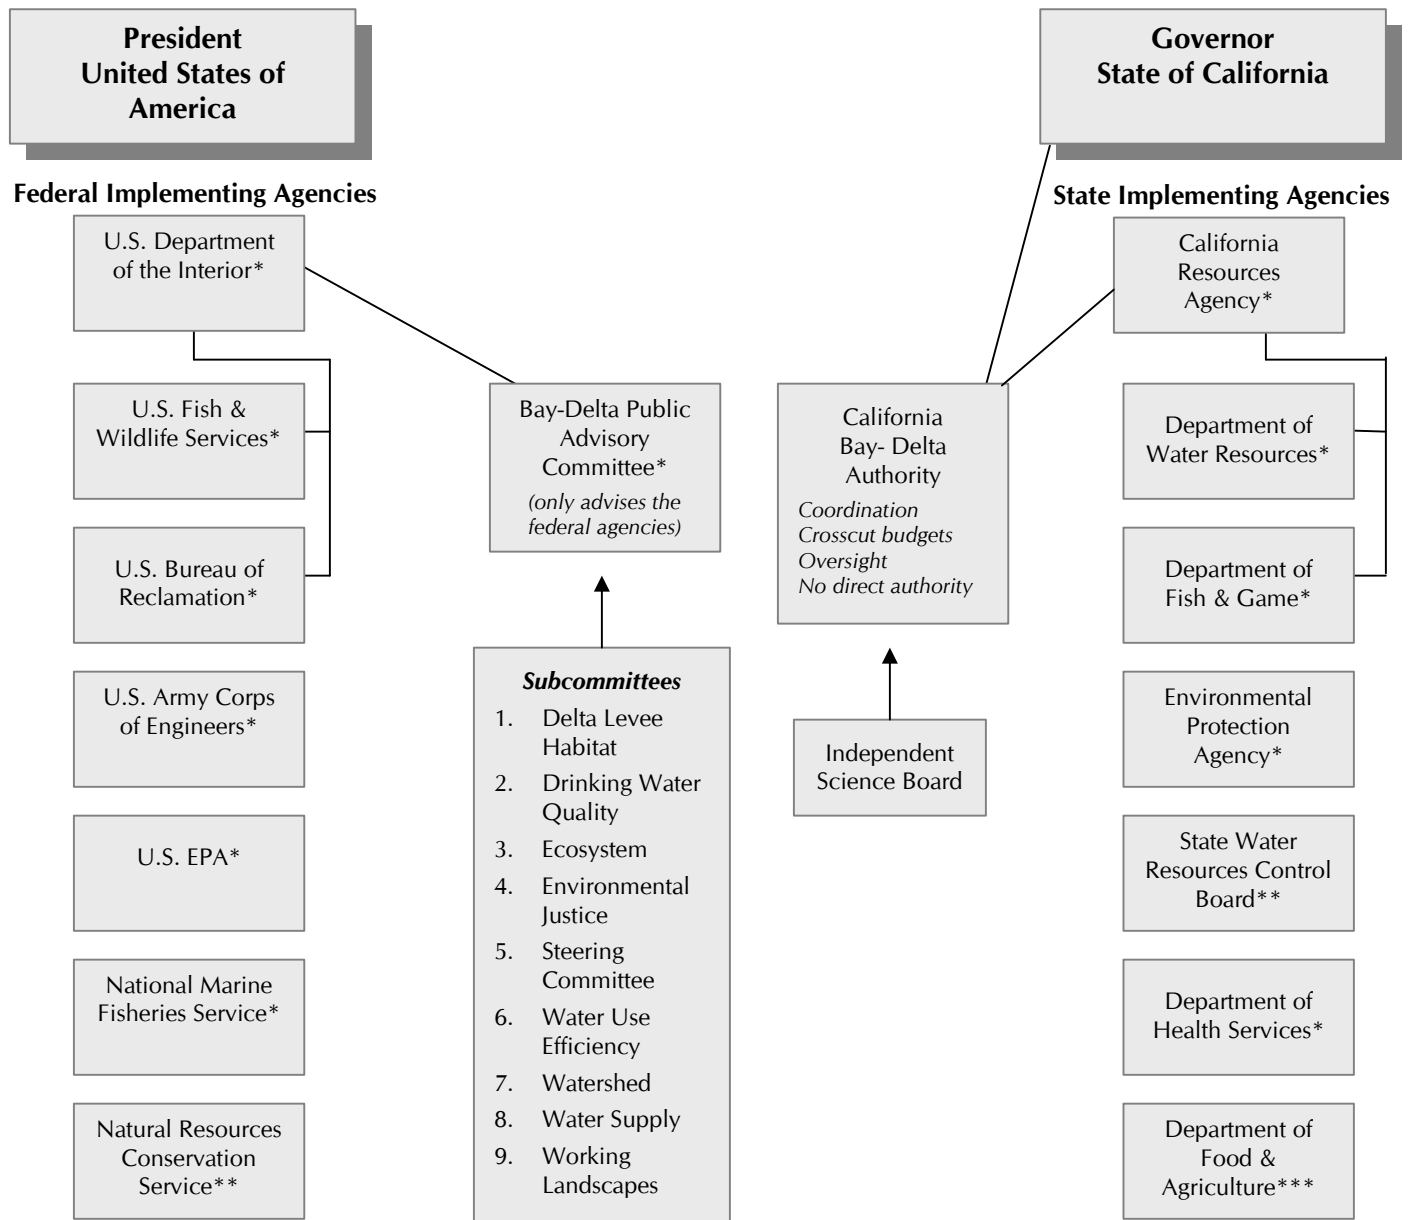 President
United States of
America
Governor
State of California
Federal Implementing Agencies
U.S. Department
of the Interior*
U.S. Fish &
Wildlife Services*
U.S. Bureau of
Reclamation*
U.S. Army Corps
of Engineers*
U.S. EPA*
National Marine
Fisheries Service*
Natural Resources
Conservation
Service**
Bay-Delta Public
Advisory
Committee*
(only advises the
federal agencies)
Subcommittees
1. Delta Levee
Habitat
2. Drinking Water
Quality
3. Ecosystem
4. Environmental
Justice
5. Steering
Committee
6. Water Use
Efficiency
7. Watershed
8. Water Supply
9. Working
Landscapes
California
Bay- Delta
Authority
Coordination
Crosscut budgets
Oversight
No direct authority
Independent
Science Board
State Implementing Agencies
California
Resources
Agency*
Department of
Water Resources*
Department of
Fish & Game*
Environmental
Protection
Agency*
State Water
Resources Control
Board**
Department of
Health Services*
Department of
Food &
Agriculture***